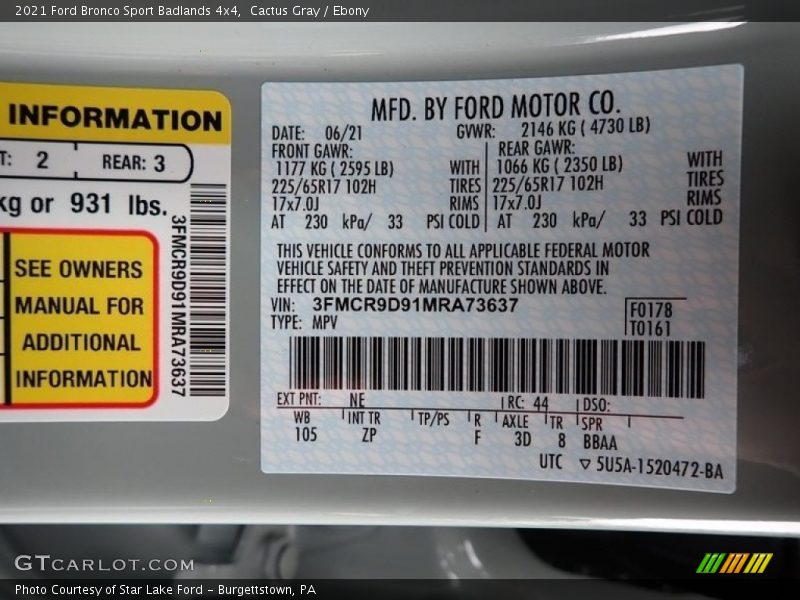 2021 Ford Bronco Sport Badlands 4x4,  Cactus Gray / Ebony
INFORMATION
T: 2 REAR: 3
kg or 931 lbs.
SEE OWNERS
MANUAL FOR
ADDITIONAL
INFORMATION
3FMCR9D91MRA73637
MFD. BY FORD MOTOR CO.
DATE: 06/21 GVWR: 2146 KG ( 4730 LB)
FRONT GAWR: REAR GAWR:
1177 KG ( 2595 LB) WITH 1066 KG ( 2350 LB) WITH
225/65R17 102H TIRES 225/65R17 102H TIRES
17x7.0J RIMS 17x7.0J RIMS
AT 230 kPa/ 33 PSI COLD AT 230 kPa/ 33 PSI COLD
THIS VEHICLE CONFORMS TO ALL APPLICABLE FEDERAL MOTOR
VEHICLE SAFETY AND THEFT PREVENTION STANDARDS IN
EFFECT ON THE DATE OF MANUFACTURE SHOWN ABOVE.
VIN: 3FMCR9D91MRA73637
TYPE: MPV
F0178
T0161
EXT PNT: NE RC: 44 DSO:
WB INT TR TP/PS R AXLE TR SPR
105 ZP F 3D 8 BBAA
UTC ▽ 5U5A-1520472-BA
GTCARLOT.COM
Photo Courtesy of Star Lake Ford - Burgettstown, PA